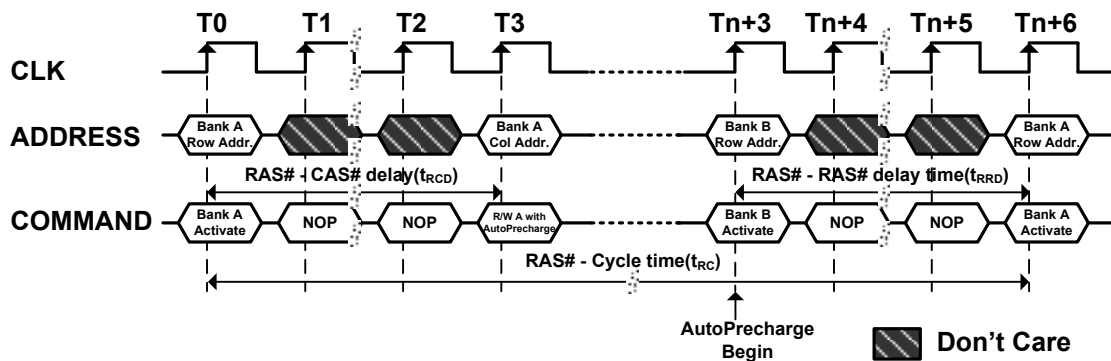 T0 T1 T2 T3 Tn+3 Tn+4 Tn+5 Tn+6
CLK
ADDRESS
Bank A Row Addr.
Bank A Col Addr.
Bank B Row Addr.
Bank A Row Addr.
RAS# - CAS# delay(tRCD)
RAS# - RAS# delay time(tRRD)
COMMAND
Bank A Activate
NOP
NOP
R/W A with AutoPrecharge
Bank B Activate
NOP
NOP
Bank A Activate
RAS# - Cycle time(tRC)
AutoPrecharge
Begin
Don't Care